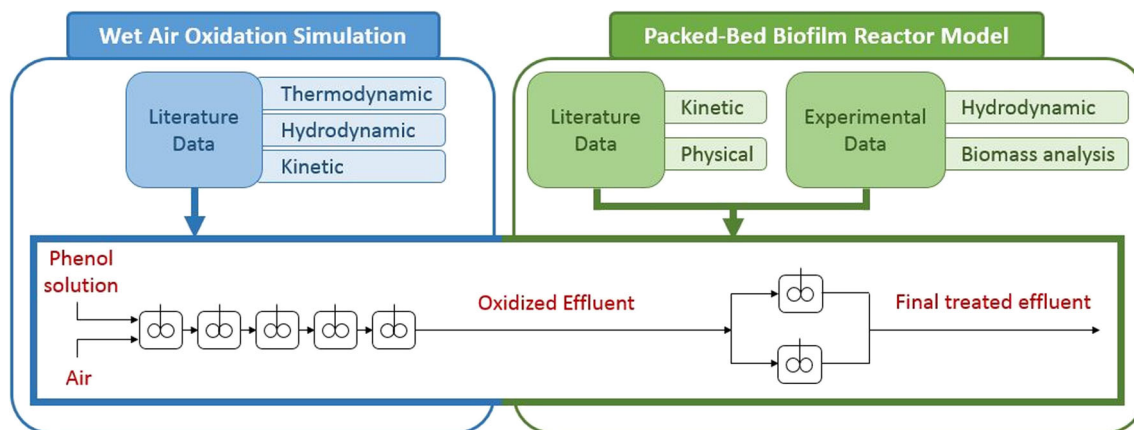 Wet Air Oxidation Simulation
Literature
Data
Thermodynamic
Hydrodynamic
Kinetic
Packed-Bed Biofilm Reactor Model
Literature
Data
Kinetic
Physical
Experimental
Data
Hydrodynamic
Biomass analysis
Phenol
solution
Air
Oxidized Effluent
Final treated effluent